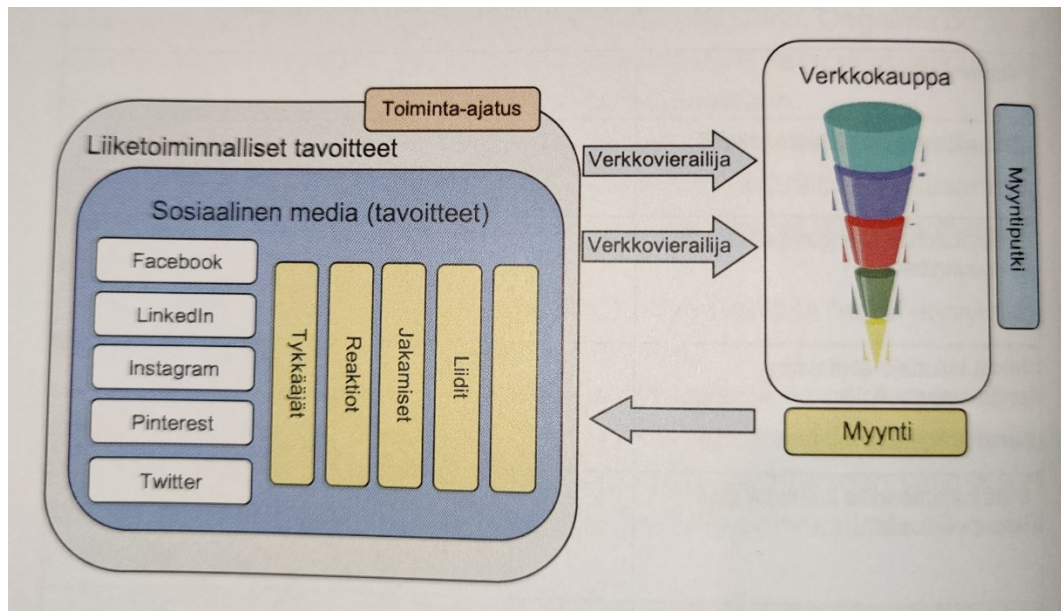 Toiminta-ajatus
Liiketoiminnalliset tavoitteet
Sosiaalinen media (tavoitteet)
Facebook
LinkedIn
Instagram
Pinterest
Twitter
Tykkääjät
Reaktiot
Jakamiset
Liidit
Verkkovierailija
Verkkovierailija
Verkkokauppa
Myyntiputki
Myynti